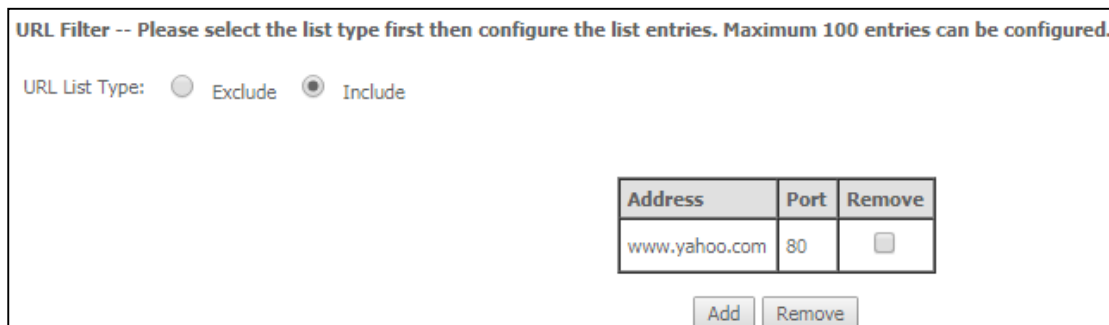 URL Filter -- Please select the list type first then configure the list entries. Maximum 100 entries can be configured.
URL List Type: Exclude Include
Address Port Remove
www.yahoo.com 80
Add Remove